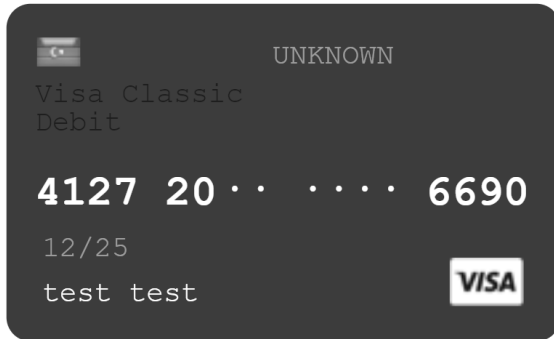 UNKNOWN
Visa Classic
Debit
4127 20·· ···· 6690
12/25
test test
VISA